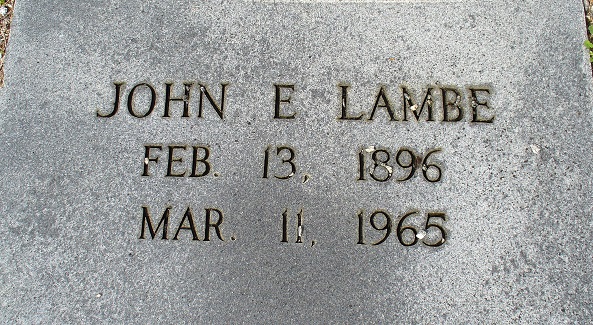 JOHN E LAMBE
FEB. 13, 1896
MAR. 11, 1965